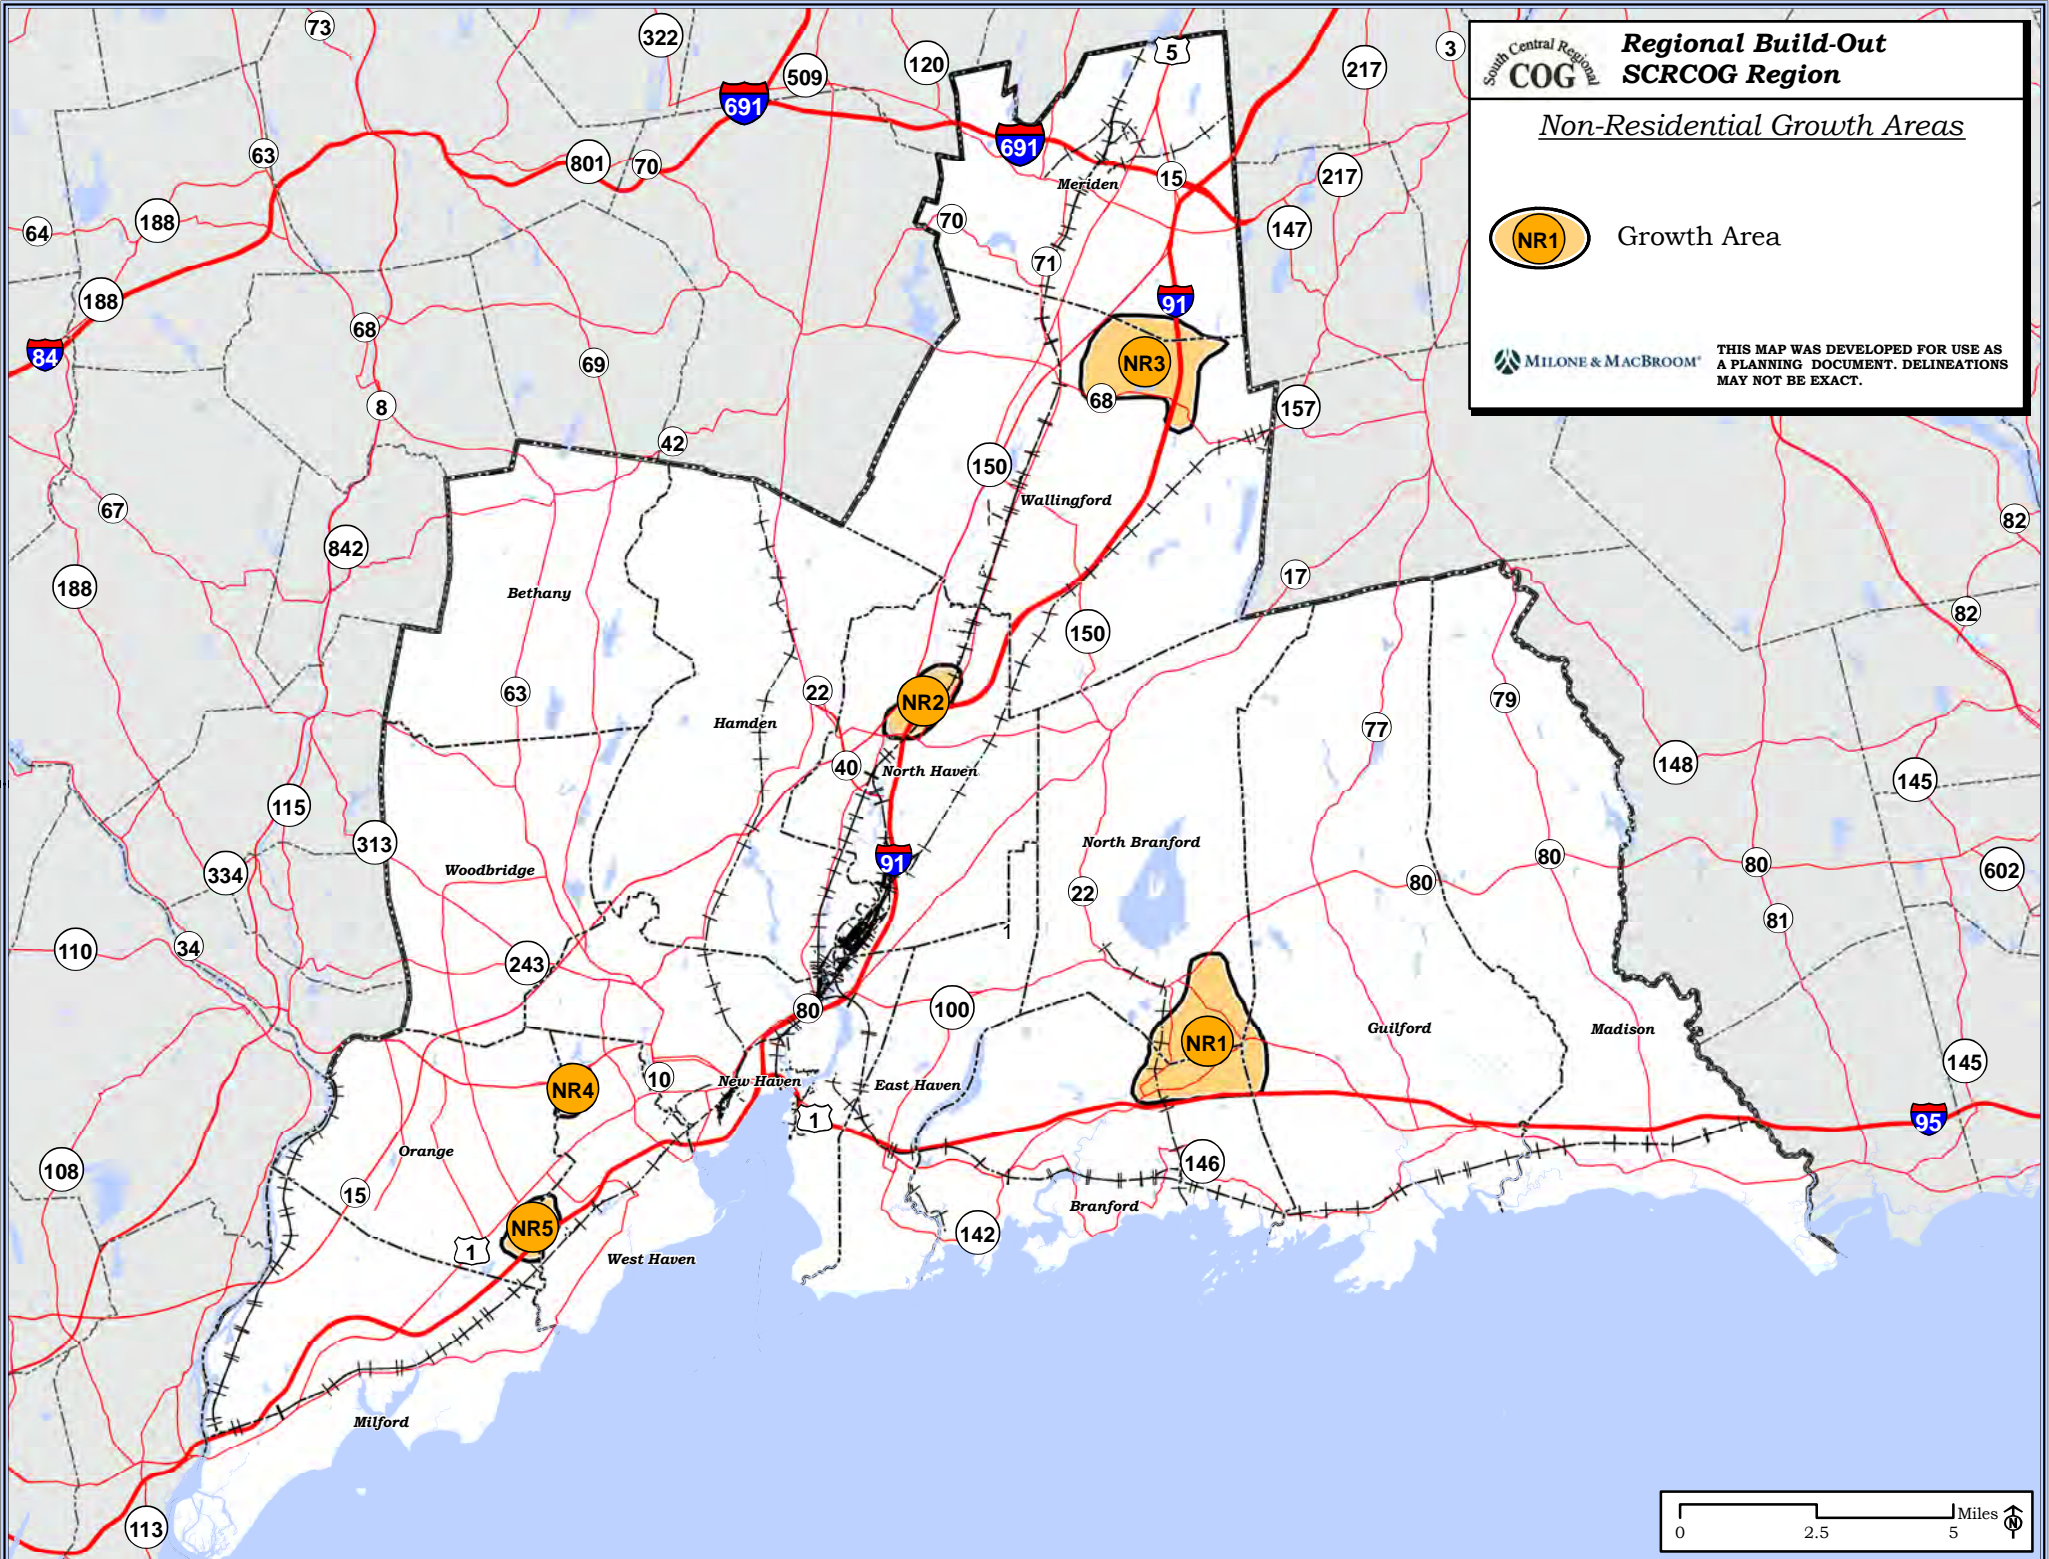 South Central Regional
COG
Regional Build-Out
SCRCOG Region
Non-Residential Growth Areas
NR1
Growth Area
MILONE & MACBROOM®
THIS MAP WAS DEVELOPED FOR USE AS
A PLANNING DOCUMENT. DELINEATIONS
MAY NOT BE EXACT.
73
322
5
3
509
120
217
691
691
63
801
70
15
217
Meriden
64
188
70
147
71
188
91
68
84
69
NR3
8
68
157
42
150
67
Wallingford
82
842
188
Bethany
17
82
150
63
22
NR2
79
Hamden
77
40
North Haven
148
145
115
313
North Branford
91
80
80
80
Woodbridge
334
602
22
81
1
110
34
243
80
100
Guilford
Madison
NR1
145
NR4
10
New Haven
East Haven
1
95
Orange
108
146
15
Branford
NR5
1
142
West Haven
Milford
113
0
2.5
5
Miles
N